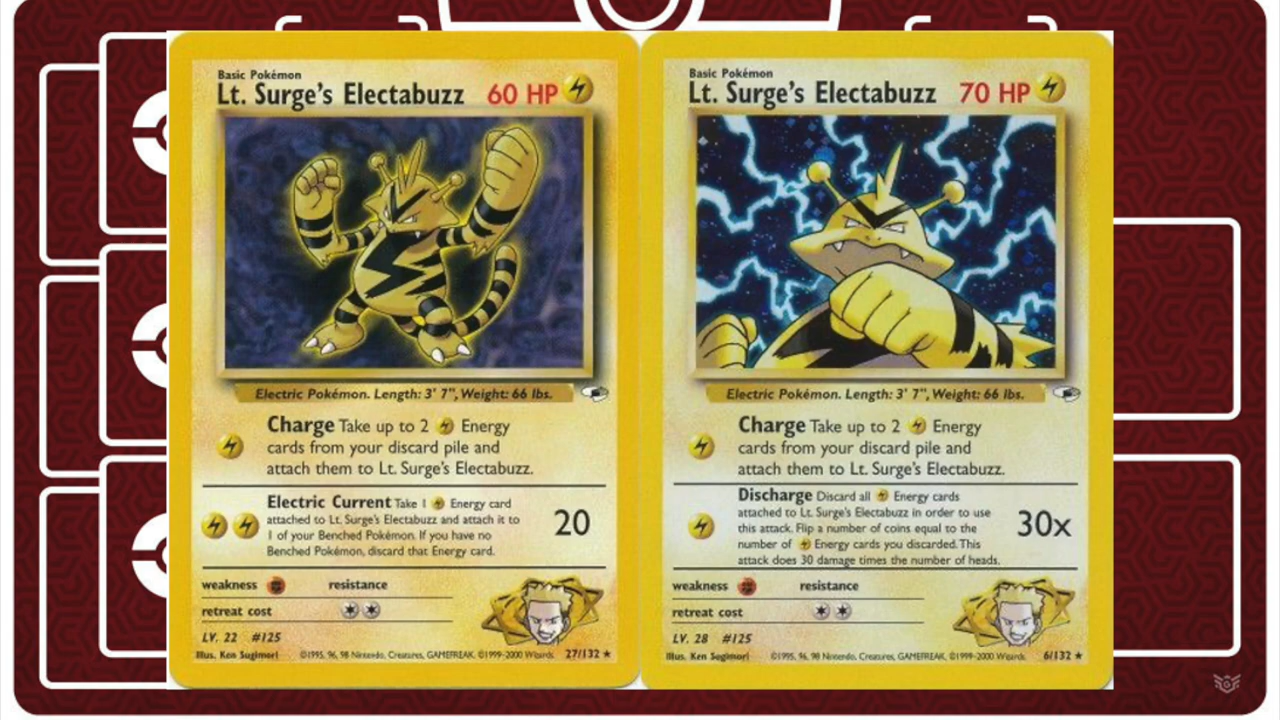 Basic Pokémon
Lt. Surge's Electabuzz 60 HP
Electric Pokémon. Length: 3' 7", Weight: 66 lbs.
Charge Take up to 2 Energy
cards from your discard pile and
attach them to Lt. Surge's Electabuzz.
Electric Current Take 1 Energy card
attached to Lt. Surge's Electabuzz and attach it to
1 of your Benched Pokémon. If you have no
Benched Pokémon, discard that Energy card.
20
weakness resistance
retreat cost
LV. 22 #125
Illus. Ken Sugimori ©1995, 96, 98 Nintendo, Creatures, GAMEFREAK. ©1999-2000 Wizards. 27/132 ★
Basic Pokémon
Lt. Surge's Electabuzz 70 HP
Electric Pokémon. Length: 3' 7", Weight: 66 lbs.
Charge Take up to 2 Energy
cards from your discard pile and
attach them to Lt. Surge's Electabuzz.
Discharge Discard all Energy cards
attached to Lt. Surge's Electabuzz in order to use
this attack. Flip a number of coins equal to the
number of Energy cards you discarded. This
attack does 30 damage times the number of heads.
30x
weakness resistance
retreat cost
LV. 28 #125
Illus. Ken Sugimori ©1995, 96, 98 Nintendo, Creatures, GAMEFREAK. ©1999-2000 Wizards. 6/132 ★